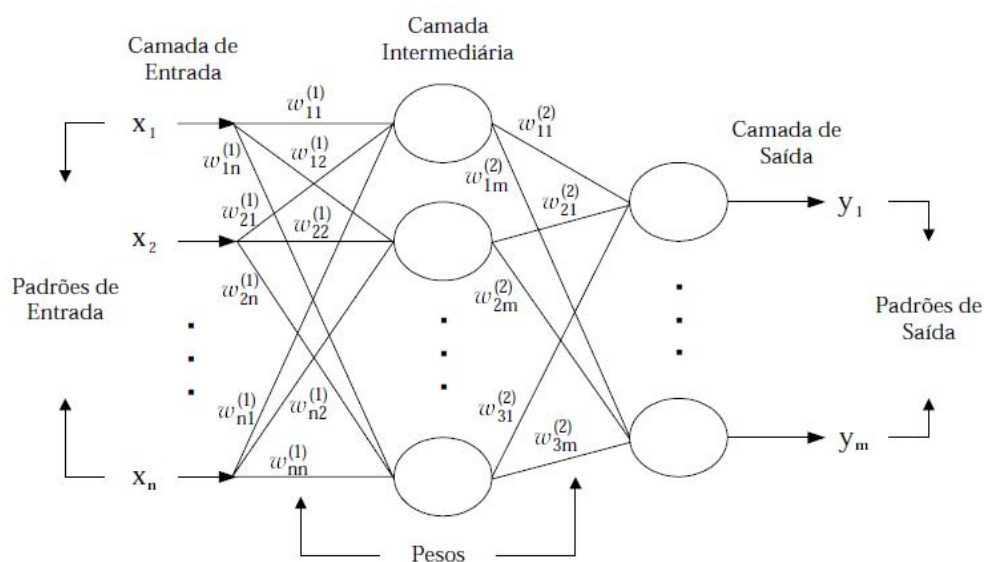 Camada de
Entrada
Camada
Intermediária
Camada de
Saída
x₁
x₂
xₙ
Padrões de
Entrada
w₁₁⁽¹⁾
w₁₂⁽¹⁾
w₁ₙ⁽¹⁾
w₂₁⁽¹⁾
w₂₂⁽¹⁾
w₂ₙ⁽¹⁾
wₙ₁⁽¹⁾
wₙ₂⁽¹⁾
wₙₙ⁽¹⁾
w₁₁⁽²⁾
w₁ₘ⁽²⁾
w₂₁⁽²⁾
w₂ₘ⁽²⁾
w₃₁⁽²⁾
w₃ₘ⁽²⁾
y₁
yₘ
Padrões de
Saída
Pesos